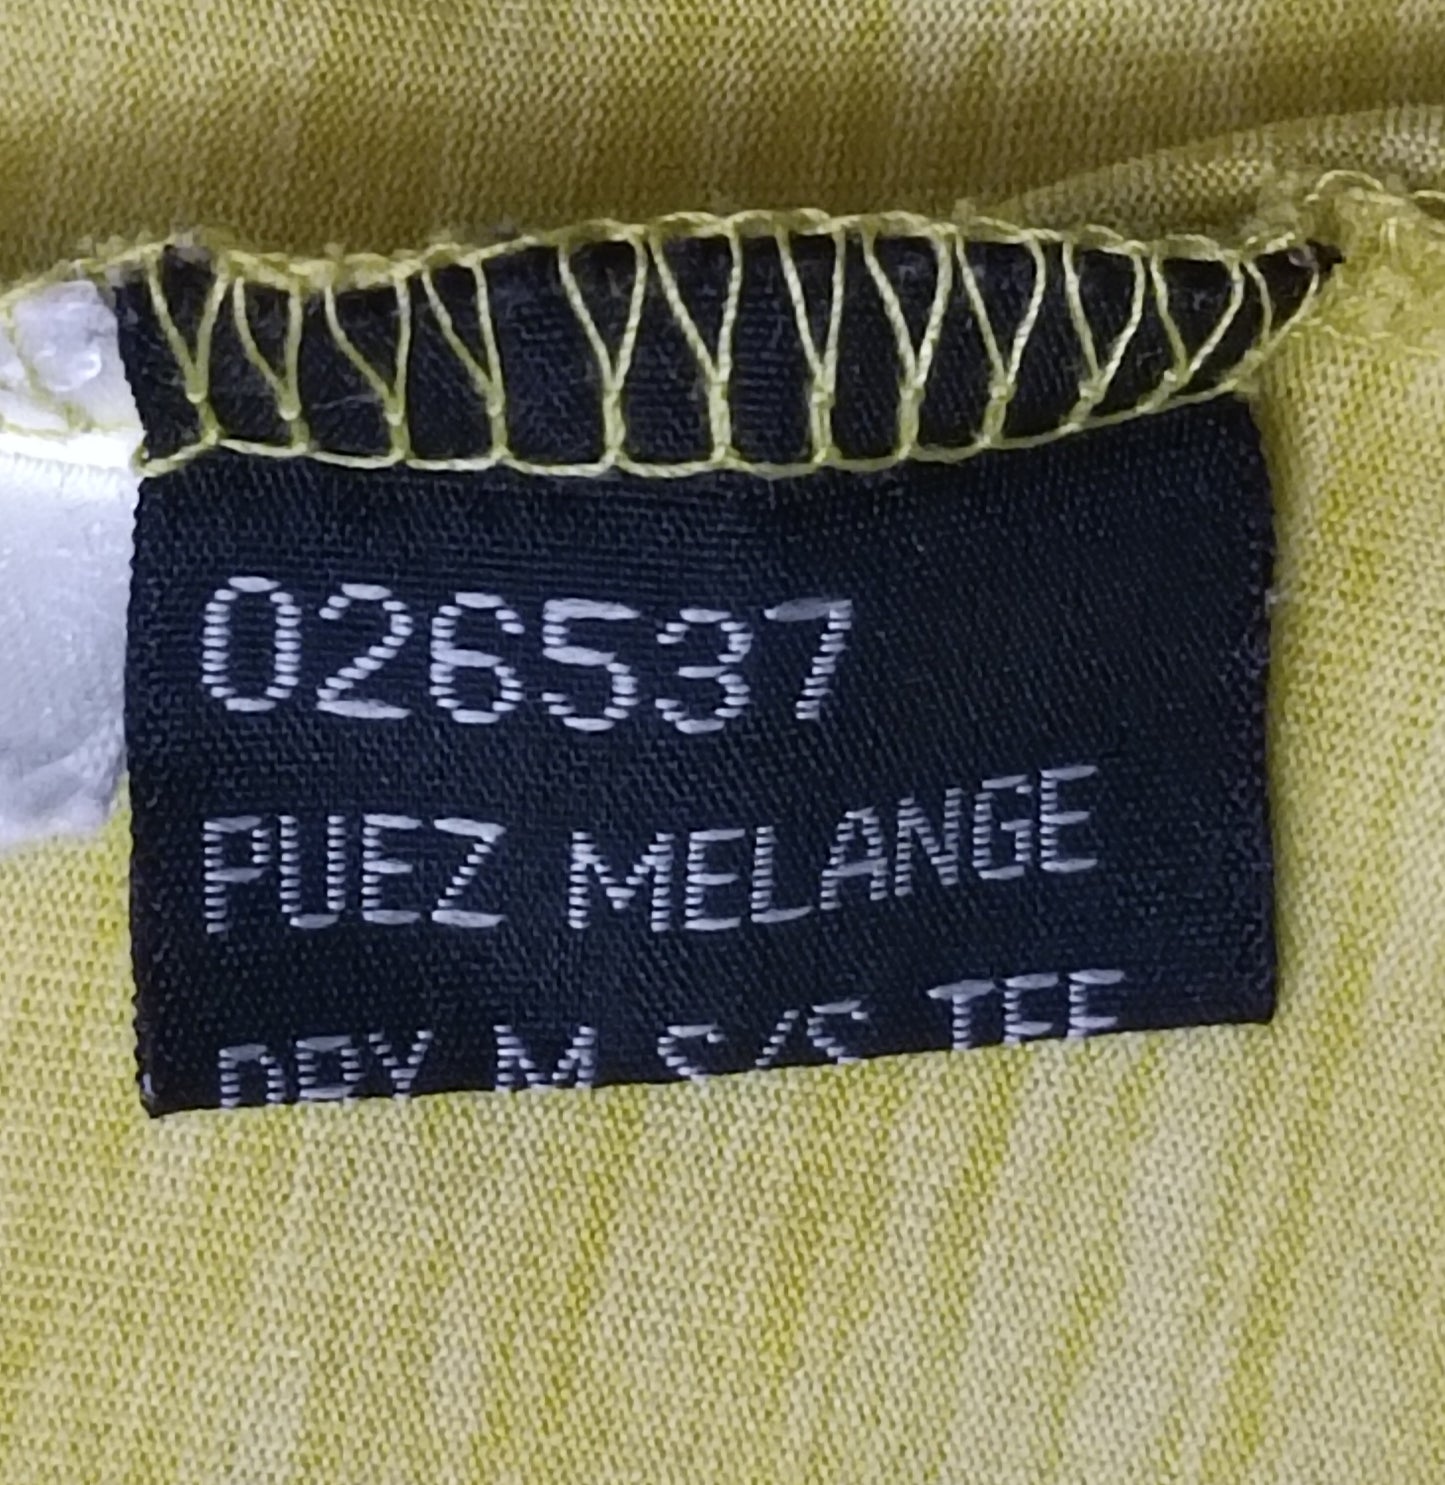 026537
PUEZ MELANGE
DRY M S/S TEE